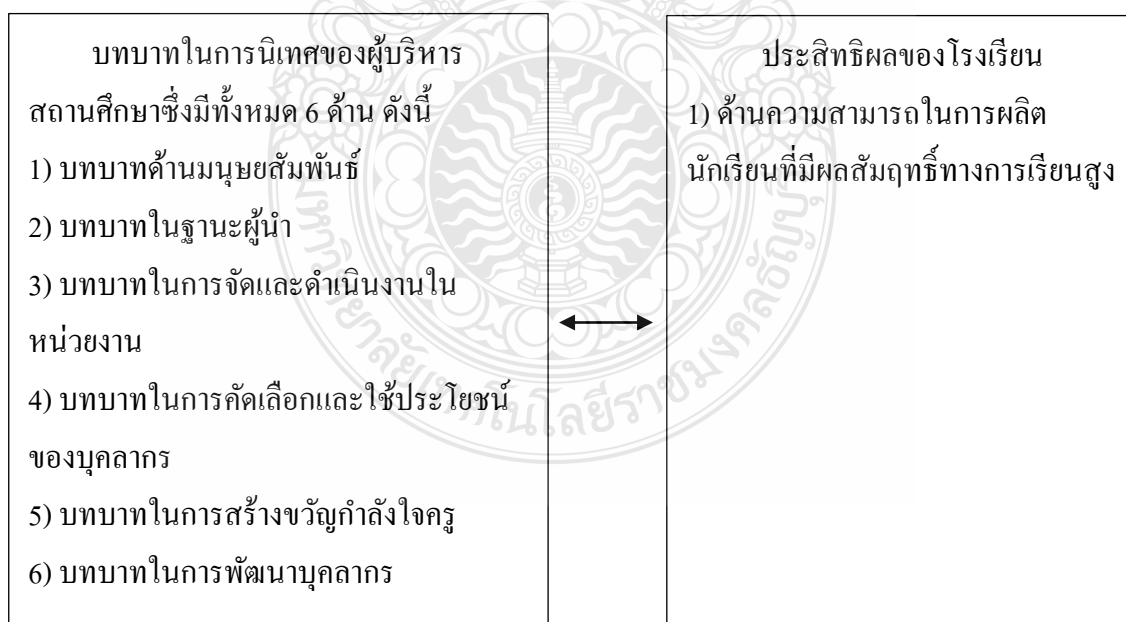 บทบาทในการนิเทศของผู้บริหาร
สถานศึกษาซึ่งมีทั้งหมด 6 ด้าน ดังนี้
1) บทบาทด้านมนุษยสัมพันธ์
2) บทบาทในฐานะผู้นำ
3) บทบาทในการจัดและดำเนินงานใน
หน่วยงาน
4) บทบาทในการคัดเลือกและใช้ประโยชน์
ของบุคลากร
5) บทบาทในการสร้างขวัญกำลังใจครู
6) บทบาทในการพัฒนาบุคลากร
ประสิทธิผลของโรงเรียน
1) ด้านความสามารถในการผลิต
นักเรียนที่มีผลสัมฤทธิ์ทางการเรียนสูง